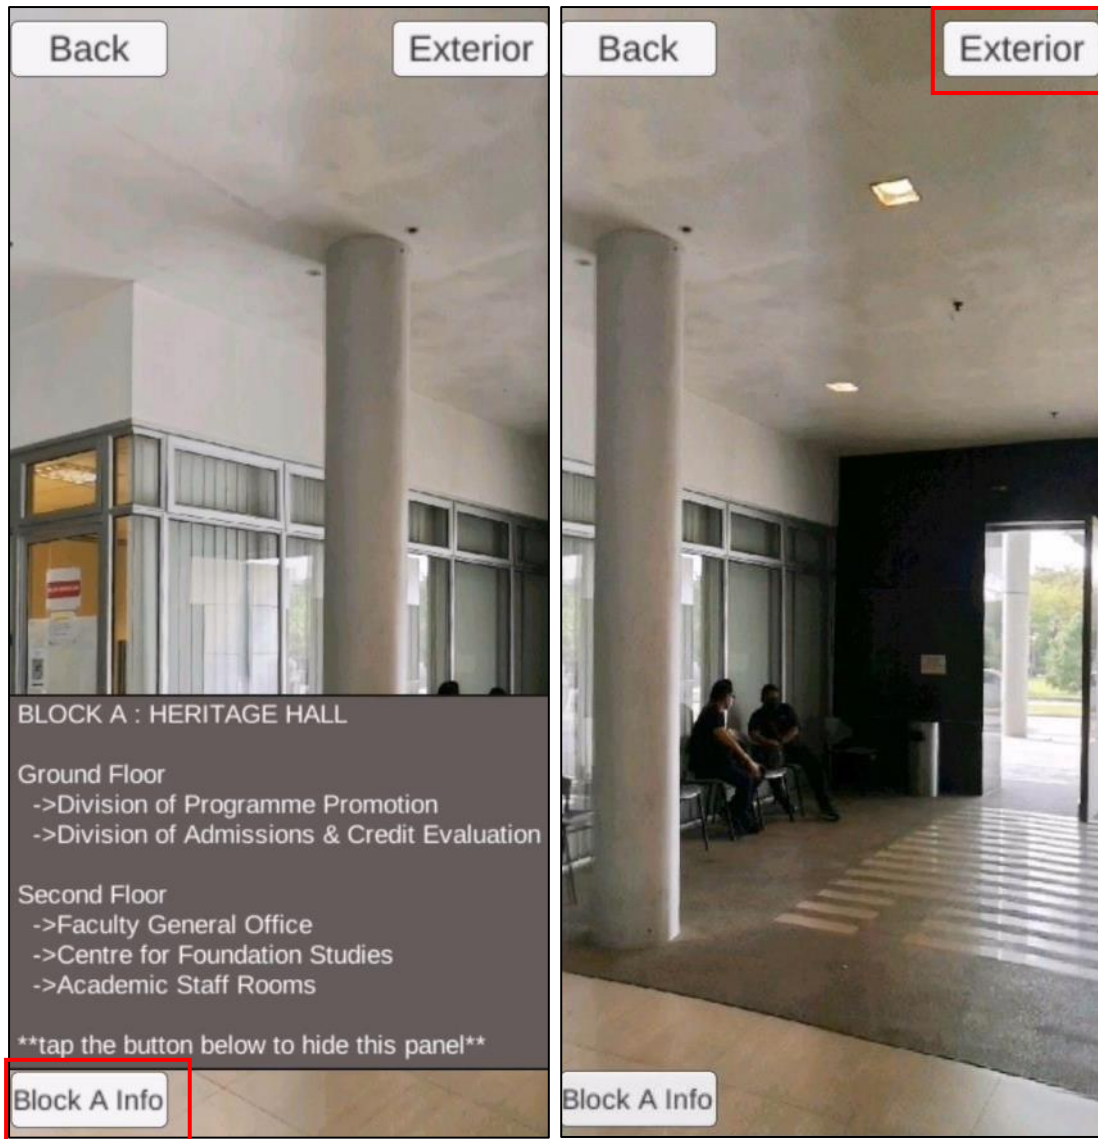 Back
Exterior
BLOCK A : HERITAGE HALL
Ground Floor
->Division of Programme Promotion
->Division of Admissions & Credit Evaluation
Second Floor
->Faculty General Office
->Centre for Foundation Studies
->Academic Staff Rooms
**tap the button below to hide this panel**
Block A Info
Back
Exterior
Block A Info